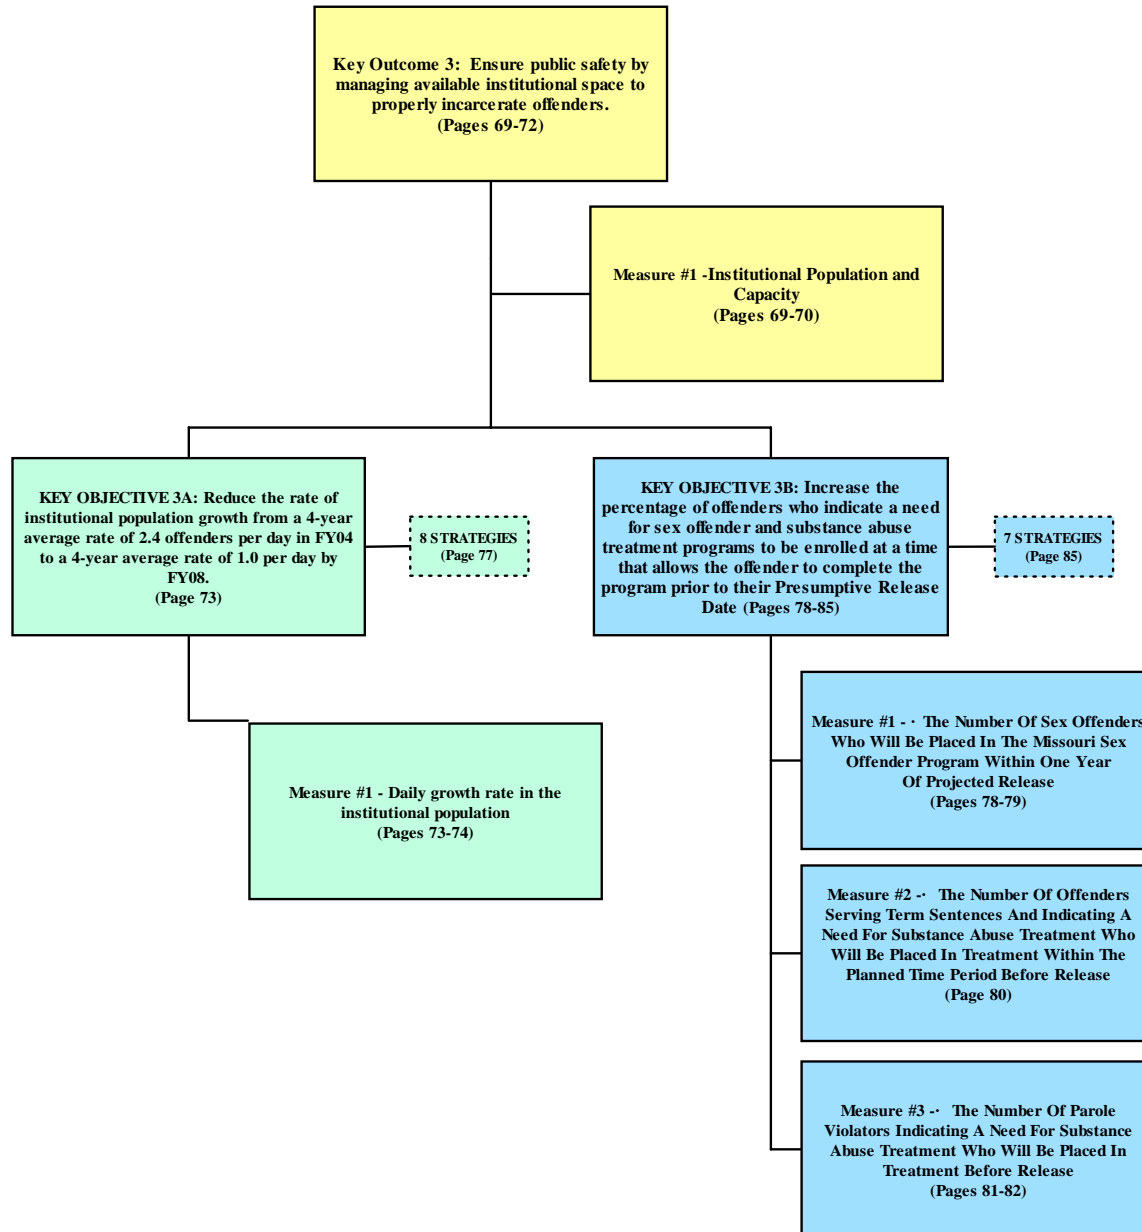 Key Outcome 3:  Ensure public safety by
managing available institutional space to
properly incarcerate offenders.
(Pages 69-72)
Measure #1 -Institutional Population and
Capacity
(Pages 69-70)
KEY OBJECTIVE 3A: Reduce the rate of
institutional population growth from a 4-year
average rate of 2.4 offenders per day in FY04
to a 4-year average rate of 1.0 per day by
FY08.
(Page 73)
8 STRATEGIES
(Page 77)
KEY OBJECTIVE 3B: Increase the
percentage of offenders who indicate a need
for sex offender and substance abuse
treatment programs to be enrolled at a time
that allows the offender to complete the
program prior to their Presumptive Release
Date (Pages 78-85)
7 STRATEGIES
(Page 85)
Measure #1 - Daily growth rate in the
institutional population
(Pages 73-74)
Measure #1 - ·  The Number Of Sex Offenders
Who Will Be Placed In The Missouri Sex
Offender Program Within One Year
Of Projected Release
(Pages 78-79)
Measure #2 -·  The Number Of Offenders
Serving Term Sentences And Indicating A
Need For Substance Abuse Treatment Who
Will Be Placed In Treatment Within The
Planned Time Period Before Release
(Page 80)
Measure #3 -·  The Number Of Parole
Violators Indicating A Need For Substance
Abuse Treatment Who Will Be Placed In
Treatment Before Release
(Pages 81-82)